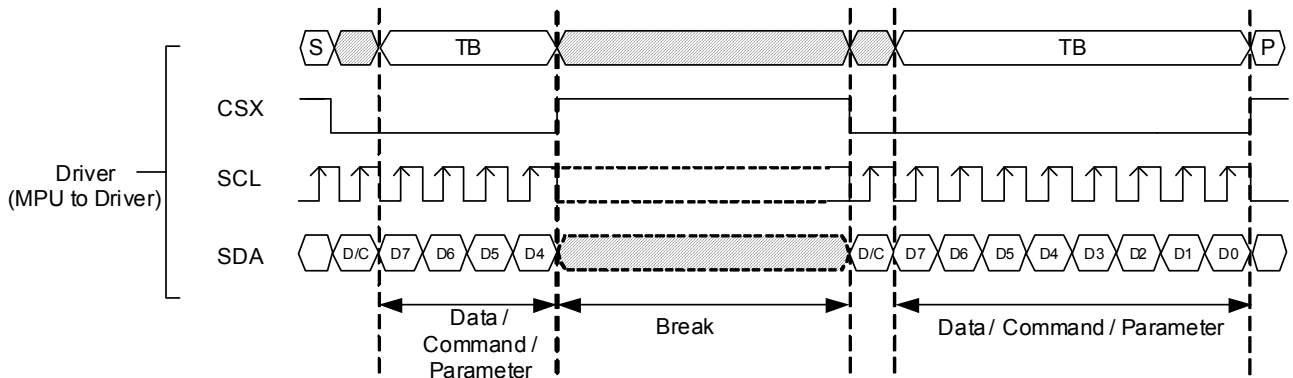 S TB TB P
CSX
Driver
(MPU to Driver)
SCL
SDA D/C D7 D6 D5 D4 D/C D7 D6 D5 D4 D3 D2 D1 D0
Data / Command / Parameter
Break
Data / Command / Parameter